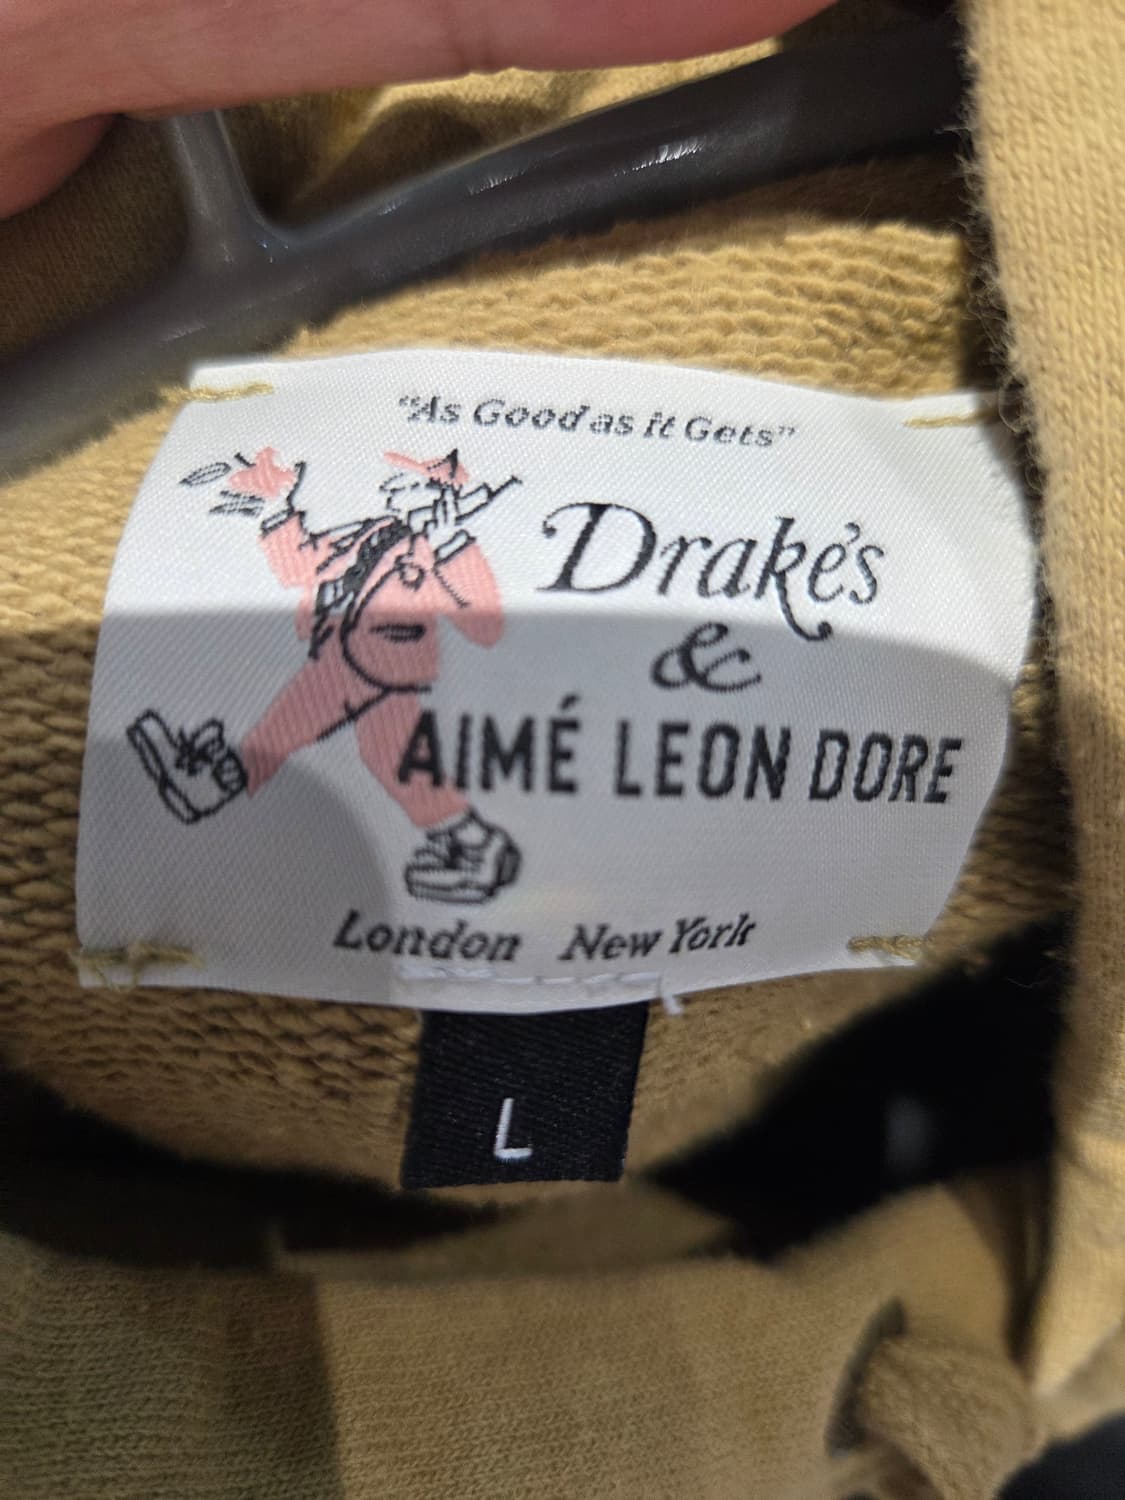 "As Good as it Gets"
Drake's
&
AIMÉ LEON DORE
London New York
L